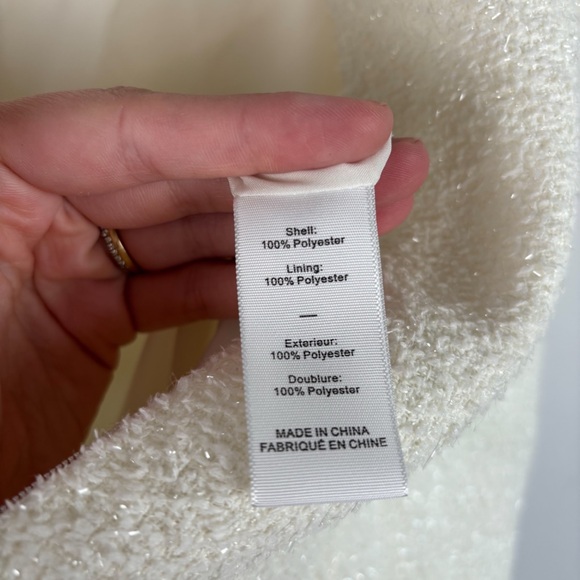 Shell:
100% Polyester
Lining:
100% Polyester
—
Exterieur:
100% Polyester
Doublure:
100% Polyester
MADE IN CHINA
FABRIQUÉ EN CHINE